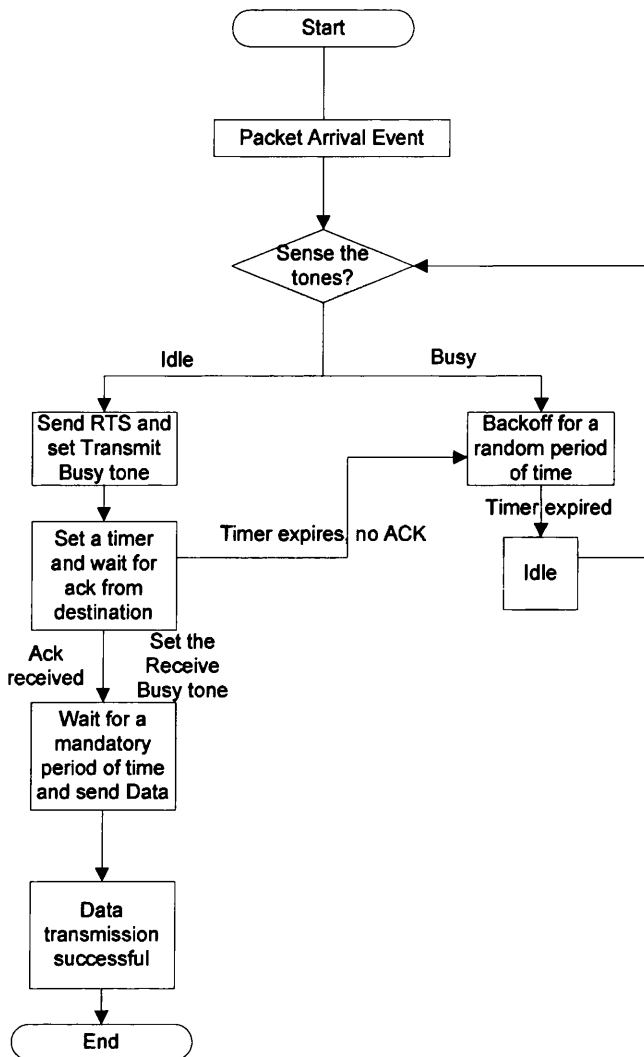 Start
Packet Arrival Event
Sense the
tones?
Idle
Busy
Send RTS and
set Transmit
Busy tone
Backoff for a
random period
of time
Timer expired
Set a timer
and wait for
ack from
destination
Timer expires, no ACK
Idle
Ack
received
Set the
Receive
Busy tone
Wait for a
mandatory
period of time
and send Data
Data
transmission
successful
End